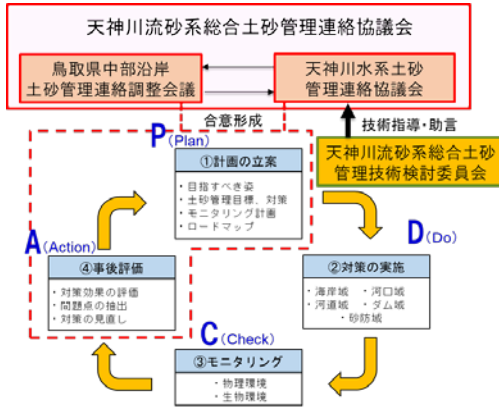 天神川流砂系総合土砂管理連絡協議会
鳥取県中部沿岸
土砂管理連絡調整会議
天神川水系土砂
管理連絡協議会
合意形成
技術指導・助言
天神川流砂系総合土砂
管理技術検討委員会
P(Plan)
①計画の立案
・目指すべき姿
・土砂管理目標、対策
・モニタリング計画
・ロードマップ
D(Do)
②対策の実施
・海岸域 ・河口域
・河道域 ・ダム域
・砂防域
A(Action)
④事後評価
・対策効果の評価
・問題点の抽出
・対策の見直し
C(Check)
③モニタリング
・物理環境
・生物環境